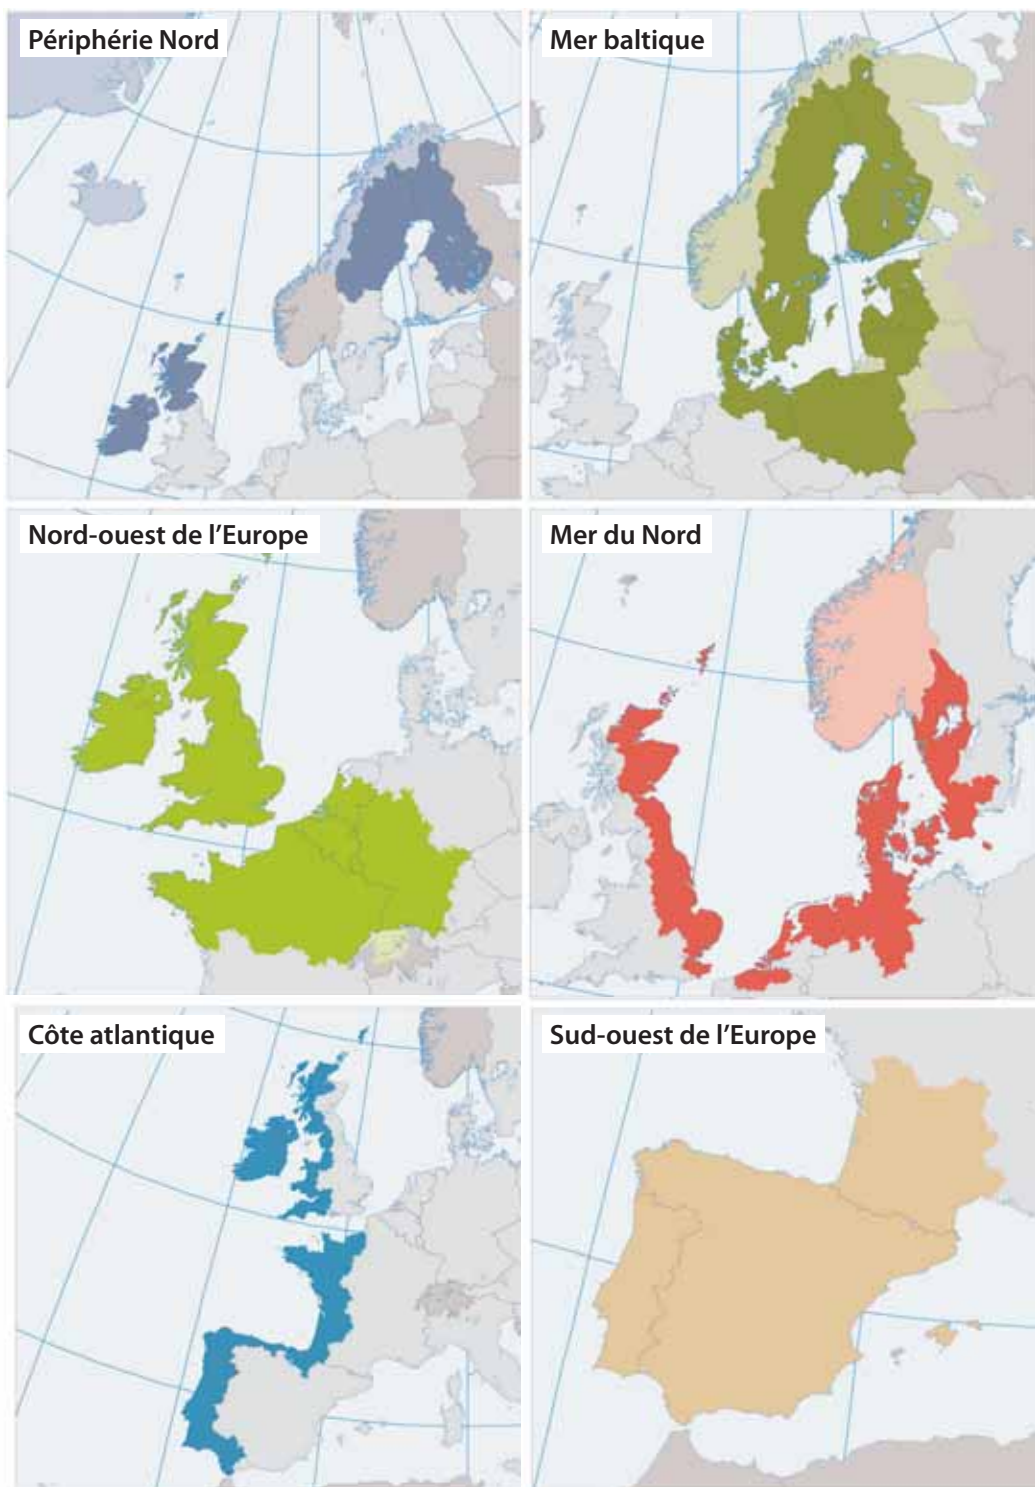 Périphérie Nord
Mer baltique
Nord-ouest de l’Europe
Mer du Nord
Côte atlantique
Sud-ouest de l’Europe